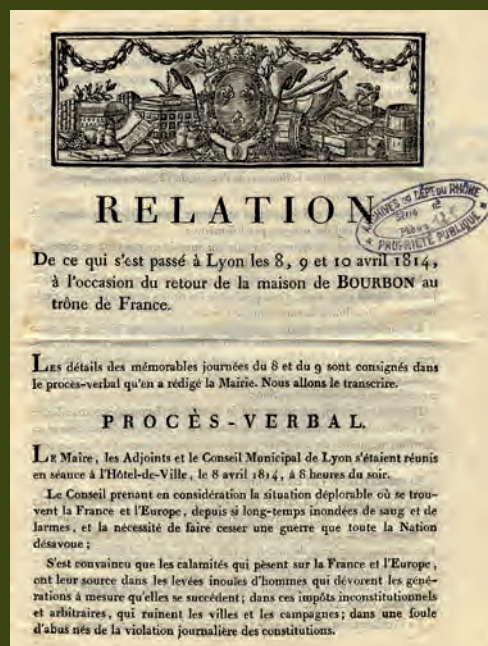 RELATION
ARCHIVES DU DÉPT DU RHÔNE
Série
PROPRIÉTÉ PUBLIQUE
De ce qui s'est passé à Lyon les 8, 9 et 10 avril 1814,
à l'occasion du retour de la maison de BOURBON au
trône de France.
LES détails des mémorables journées du 8 et du 9 sont consignés dans
le procès-verbal qu'en a rédigé la Mairie. Nous allons le transcrire.
PROCÈS-VERBAL.
LE Maire, les Adjoints et le Conseil Municipal de Lyon s'étaient réunis
en séance à l'Hôtel-de-Ville, le 8 avril 1814, à 8 heures du soir.
Le Conseil prenant en considération la situation déplorable où se trou-
vent la France et l'Europe, depuis si long-temps inondées de sang et de
larmes, et la nécessité de faire cesser une guerre que toute la Nation
désavoue ;
S'est convaincu que les calamités qui pèsent sur la France et l'Europe,
ont leur source dans les levées inouïes d'hommes qui dévorent les géné-
rations à mesure qu'elles se succèdent ; dans ces impôts inconstitutionnels
et arbitraires, qui ruinent les villes et les campagnes ; dans une foule
d'abus nés de la violation journalière des constitutions.